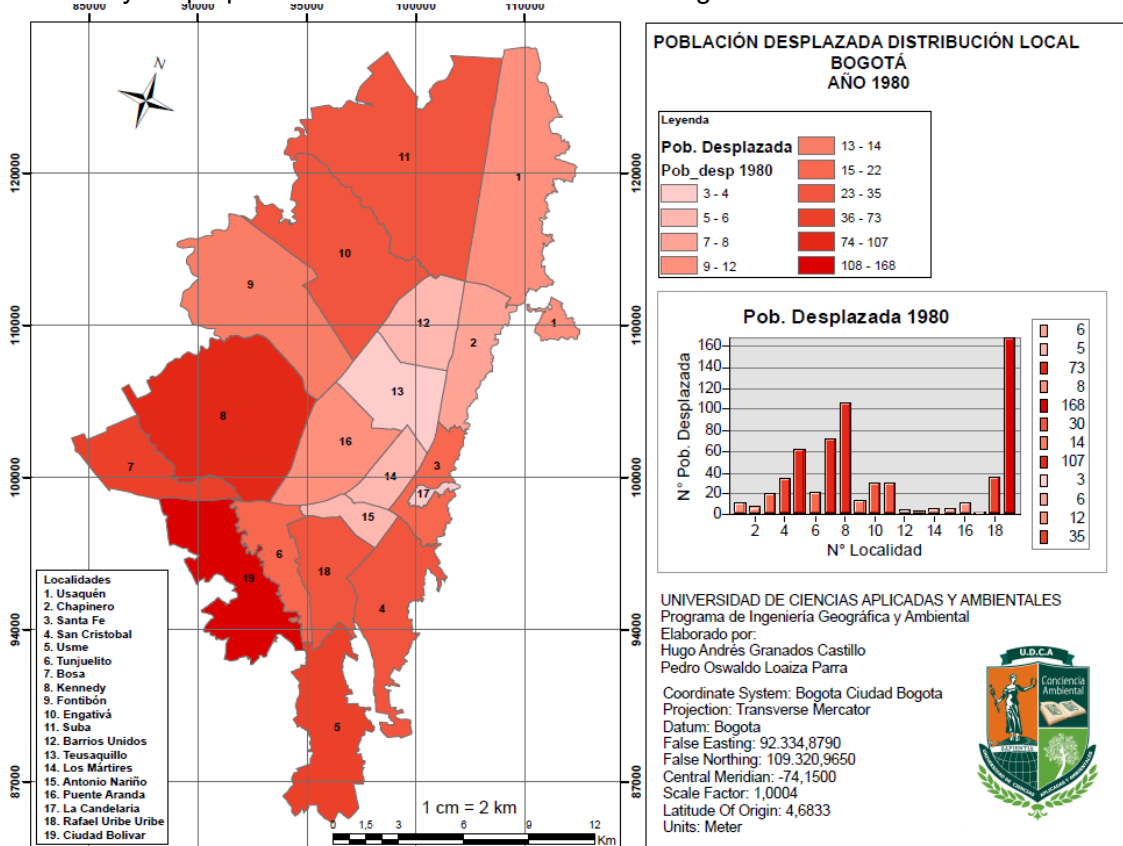 85000 90000 95000 100000 110000
N
120000
110000
100000
94000
87000
120000
110000
100000
94000
87000
11
1
10
9
12
1
2
13
8
16
3
7
14
17
15
6
18
19
4
5
Localidades
1. Usaquén
2. Chapinero
3. Santa Fe
4. San Cristobal
5. Usme
6. Tunjuelito
7. Bosa
8. Kennedy
9. Fontibón
10. Engativá
11. Suba
12. Barrios Unidos
13. Teusaquillo
14. Los Mártires
15. Antonio Nariño
16. Puente Aranda
17. La Candelaria
18. Rafael Uribe Uribe
19. Ciudad Bolivar
1 cm = 2 km
0 1,5 3 6 9 12
Km
POBLACIÓN DESPLAZADA DISTRIBUCIÓN LOCAL
BOGOTÁ
AÑO 1980
Leyenda
Pob. Desplazada
Pob_desp 1980
3 - 4
5 - 6
7 - 8
9 - 12
13 - 14
15 - 22
23 - 35
36 - 73
74 - 107
108 - 168
Pob. Desplazada 1980
N° Pob. Desplazada
160
140
120
100
80
60
40
20
0
2 4 6 8 10 12 14 16 18
N° Localidad
6
5
73
8
168
30
14
107
3
6
12
35
UNIVERSIDAD DE CIENCIAS APLICADAS Y AMBIENTALES
Programa de Ingeniería Geográfica y Ambiental
Elaborado por:
Hugo Andrés Granados Castillo
Pedro Oswaldo Loaiza Parra
Coordinate System: Bogota Ciudad Bogota
Projection: Transverse Mercator
Datum: Bogota
False Easting: 92.334,8790
False Northing: 109.320,9650
Central Meridian: -74,1500
Scale Factor: 1,0004
Latitude Of Origin: 4,6833
Units: Meter
U.D.C.A
Conciencia
Ambiental
SAPIENTIA
UNIVERSIDAD DE CIENCIAS APLICADAS Y AMBIENTALES